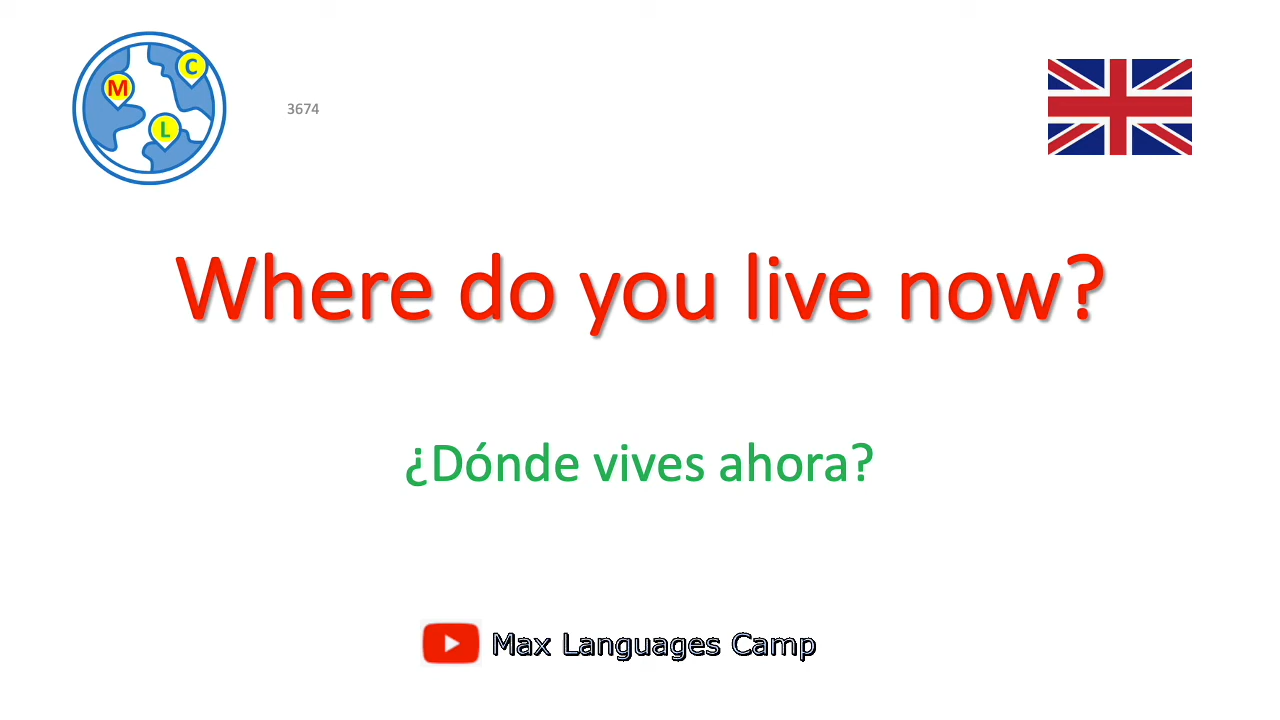 M
C
L
3674
Where do you live now?
¿Dónde vives ahora?
Max Languages Camp